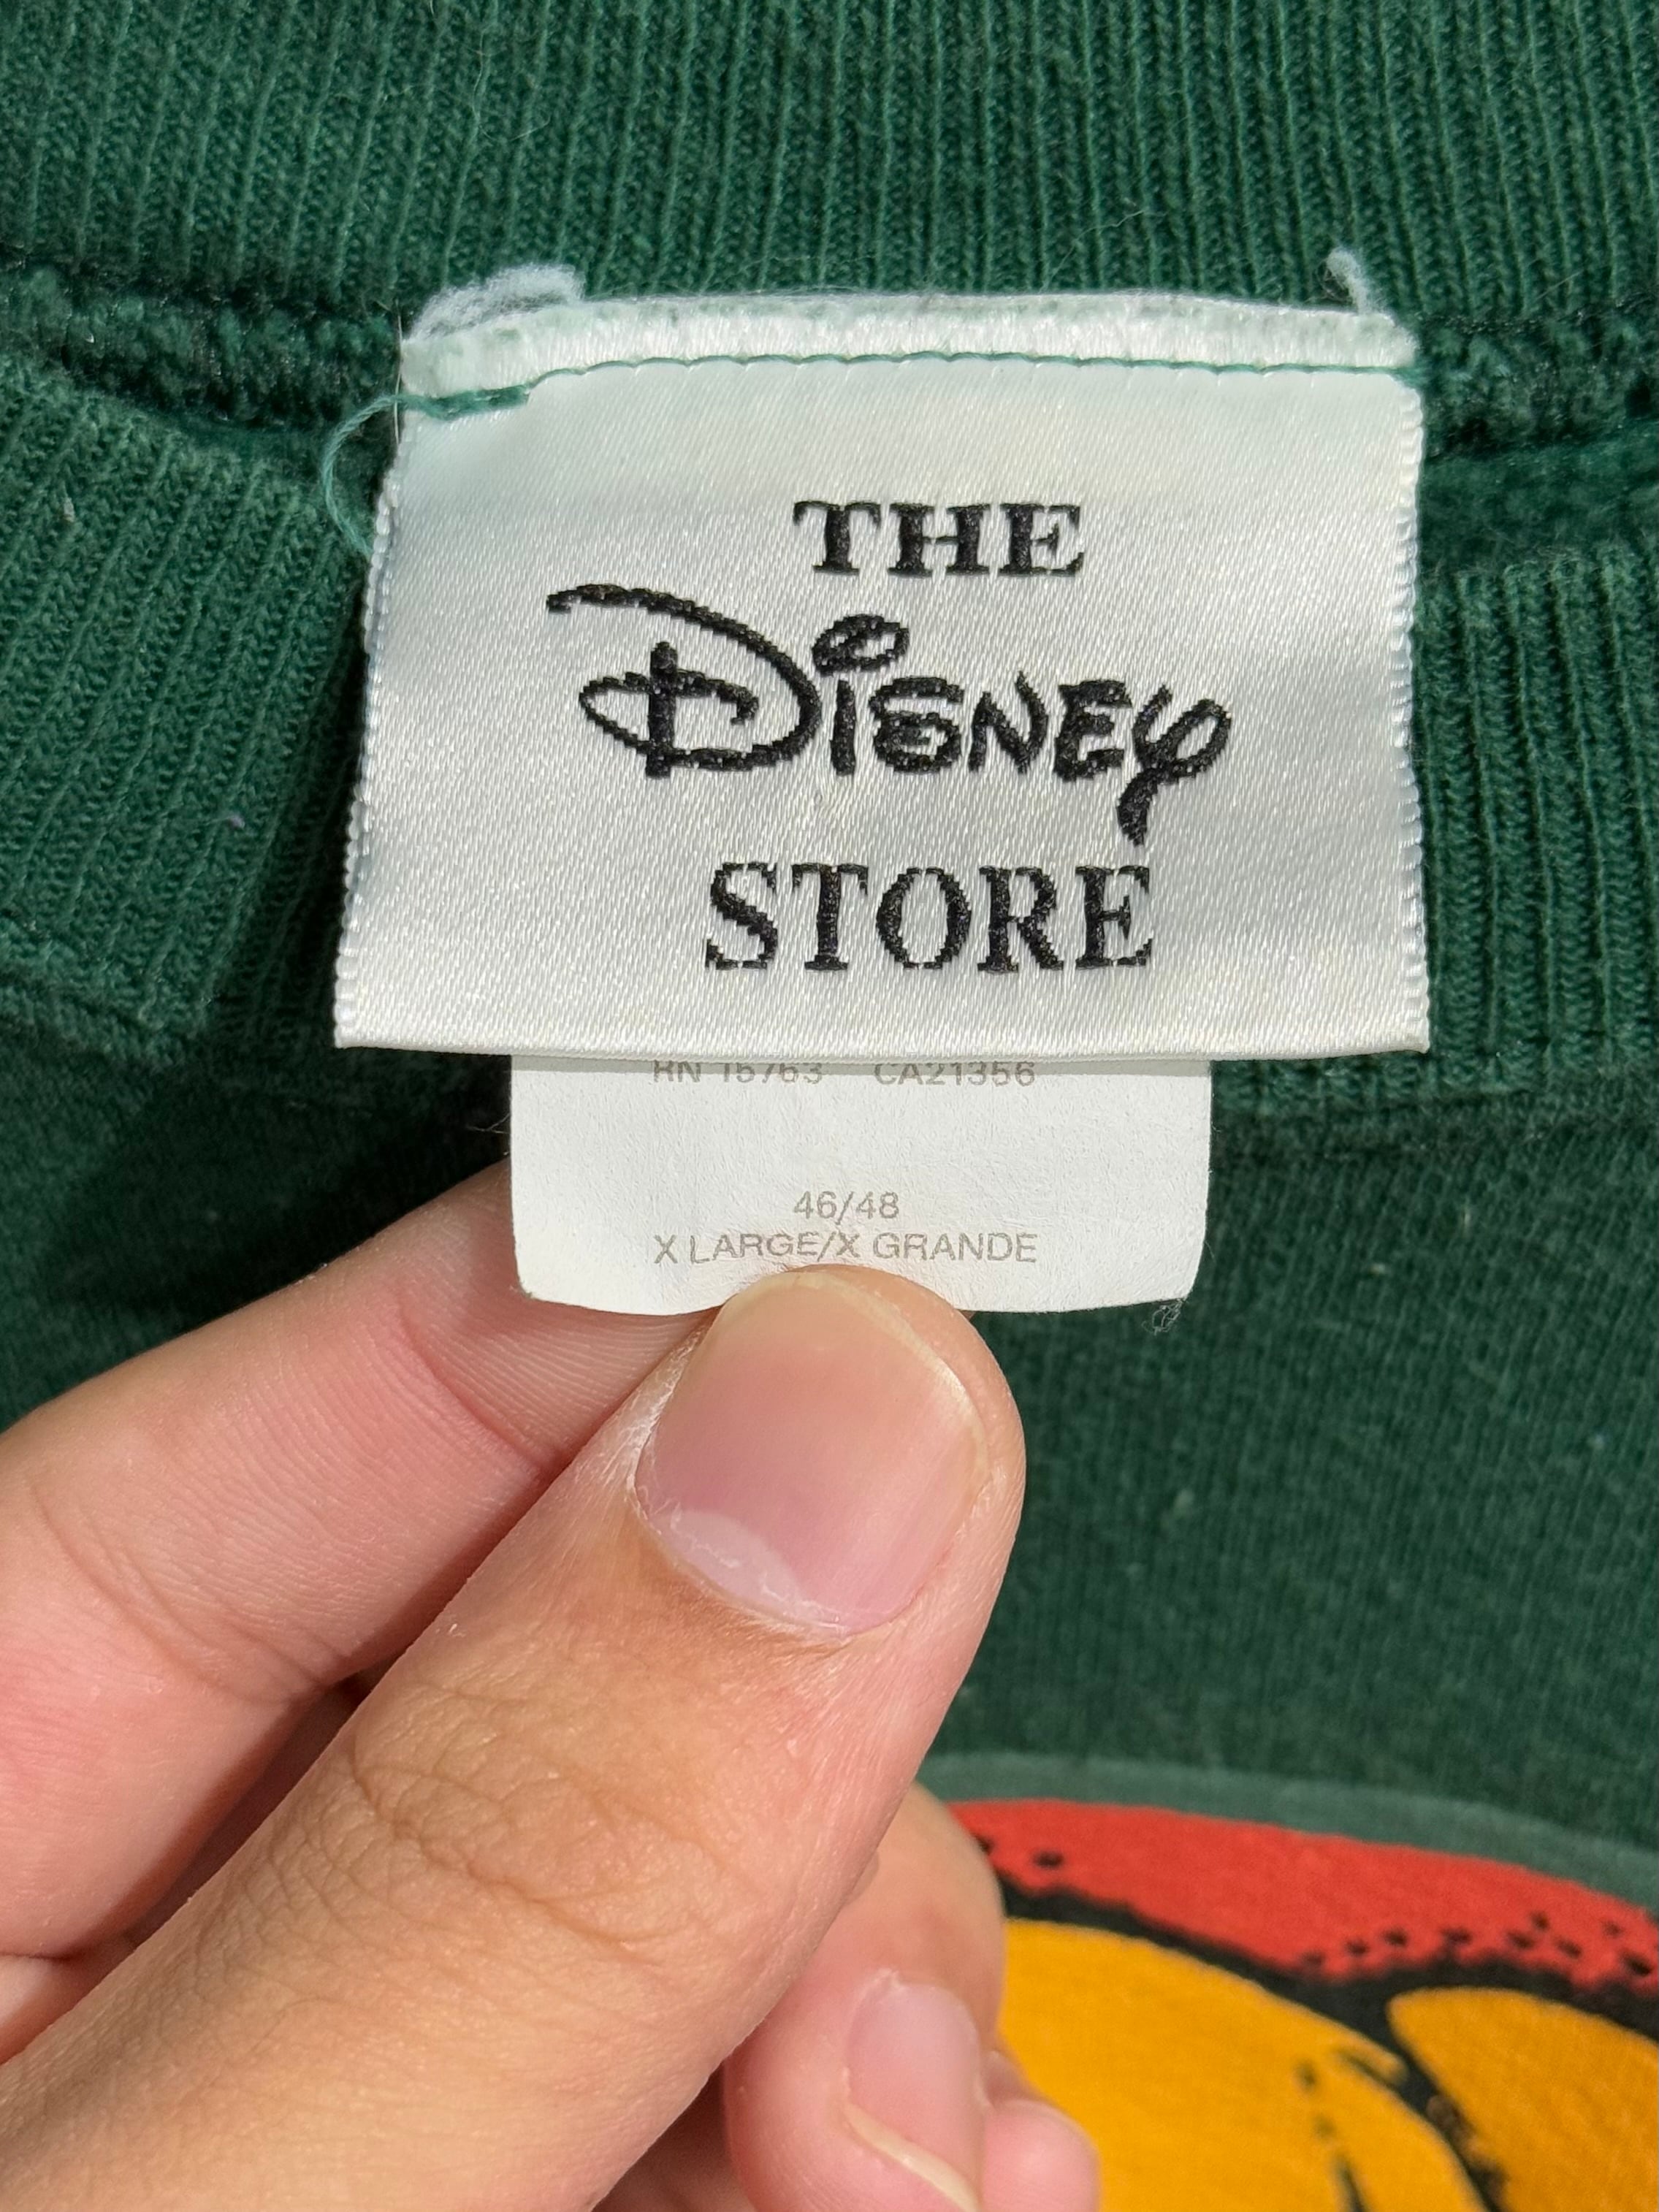 THE
Disney
STORE
RN 15763 CA21356
46/48
X LARGE/X GRANDE